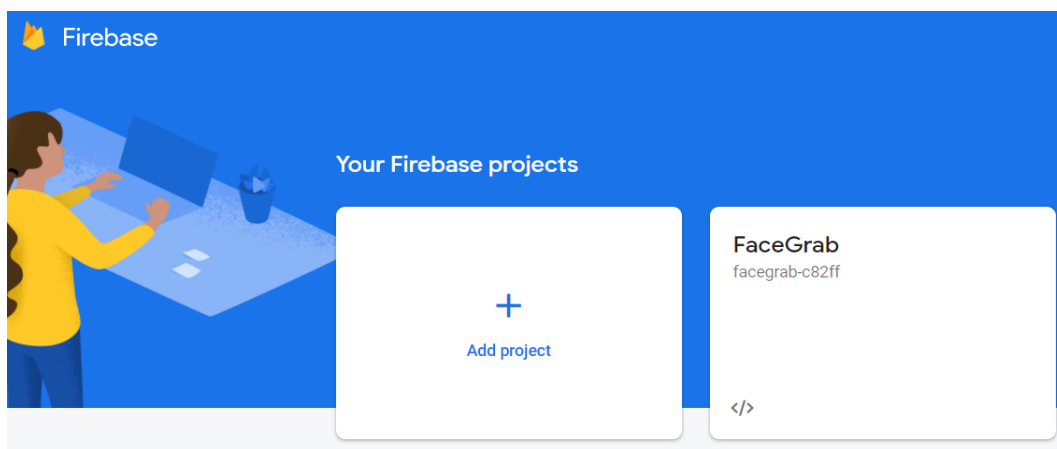 Firebase
Your Firebase projects
+
Add project
FaceGrab
facegrab-c82ff
</>